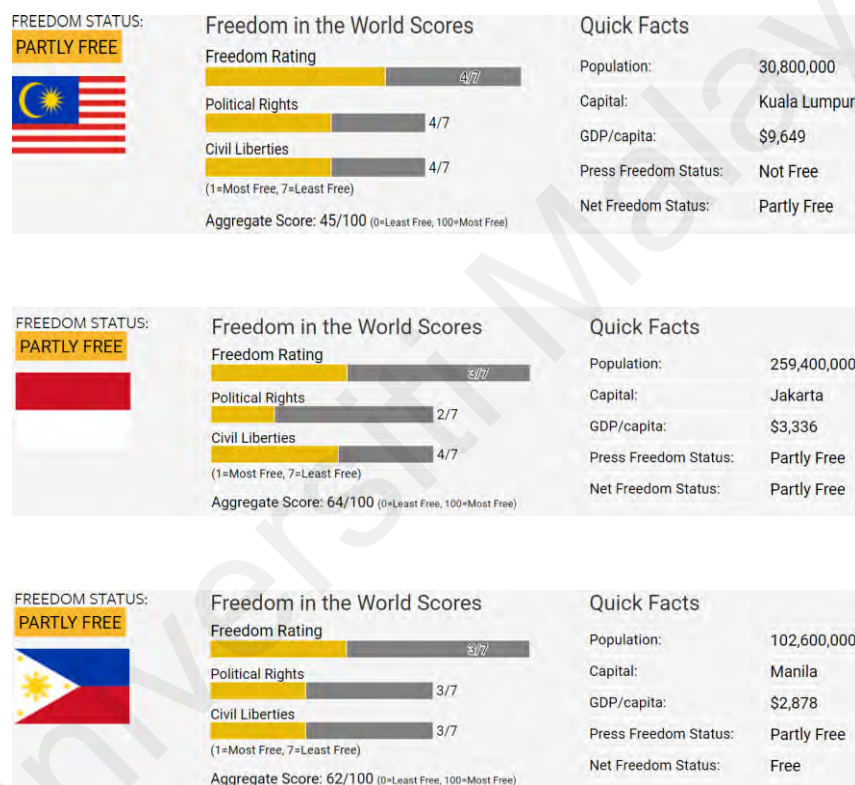 FREEDOM STATUS:
PARTLY FREE
Freedom in the World Scores
Freedom Rating
4/7
Political Rights
4/7
Civil Liberties
4/7
(1=Most Free, 7=Least Free)
Aggregate Score: 45/100 (0=Least Free, 100=Most Free)
Quick Facts
Population: 30,800,000
Capital: Kuala Lumpur
GDP/capita: $9,649
Press Freedom Status: Not Free
Net Freedom Status: Partly Free
FREEDOM STATUS:
PARTLY FREE
Freedom in the World Scores
Freedom Rating
3/7
Political Rights
2/7
Civil Liberties
4/7
(1=Most Free, 7=Least Free)
Aggregate Score: 64/100 (0=Least Free, 100=Most Free)
Quick Facts
Population: 259,400,000
Capital: Jakarta
GDP/capita: $3,336
Press Freedom Status: Partly Free
Net Freedom Status: Partly Free
FREEDOM STATUS:
PARTLY FREE
Freedom in the World Scores
Freedom Rating
3/7
Political Rights
3/7
Civil Liberties
3/7
(1=Most Free, 7=Least Free)
Aggregate Score: 62/100 (0=Least Free, 100=Most Free)
Quick Facts
Population: 102,600,000
Capital: Manila
GDP/capita: $2,878
Press Freedom Status: Partly Free
Net Freedom Status: Free
niversiti Malay